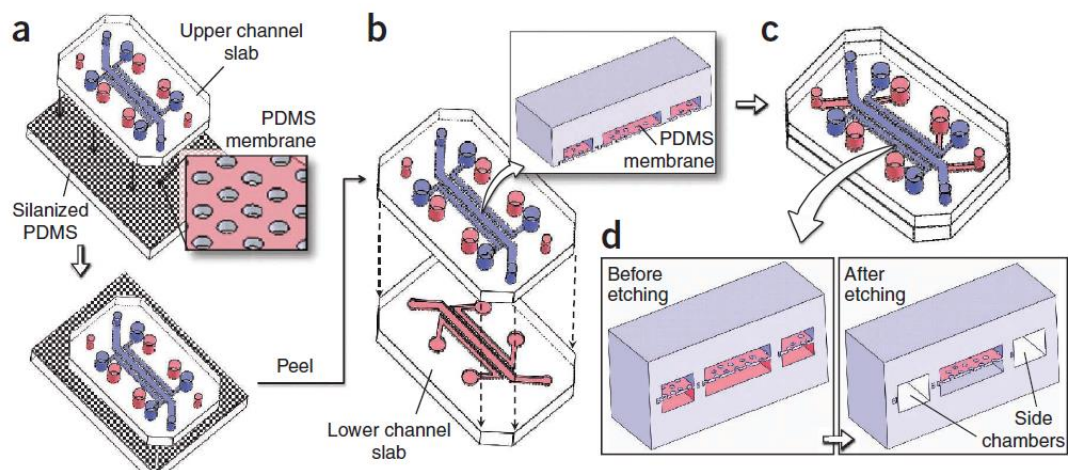 a
Upper channel
slab
PDMS
membrane
Silanized
PDMS
Peel
b
PDMS
membrane
Lower channel
slab
c
d
Before
etching
After
etching
Side
chambers